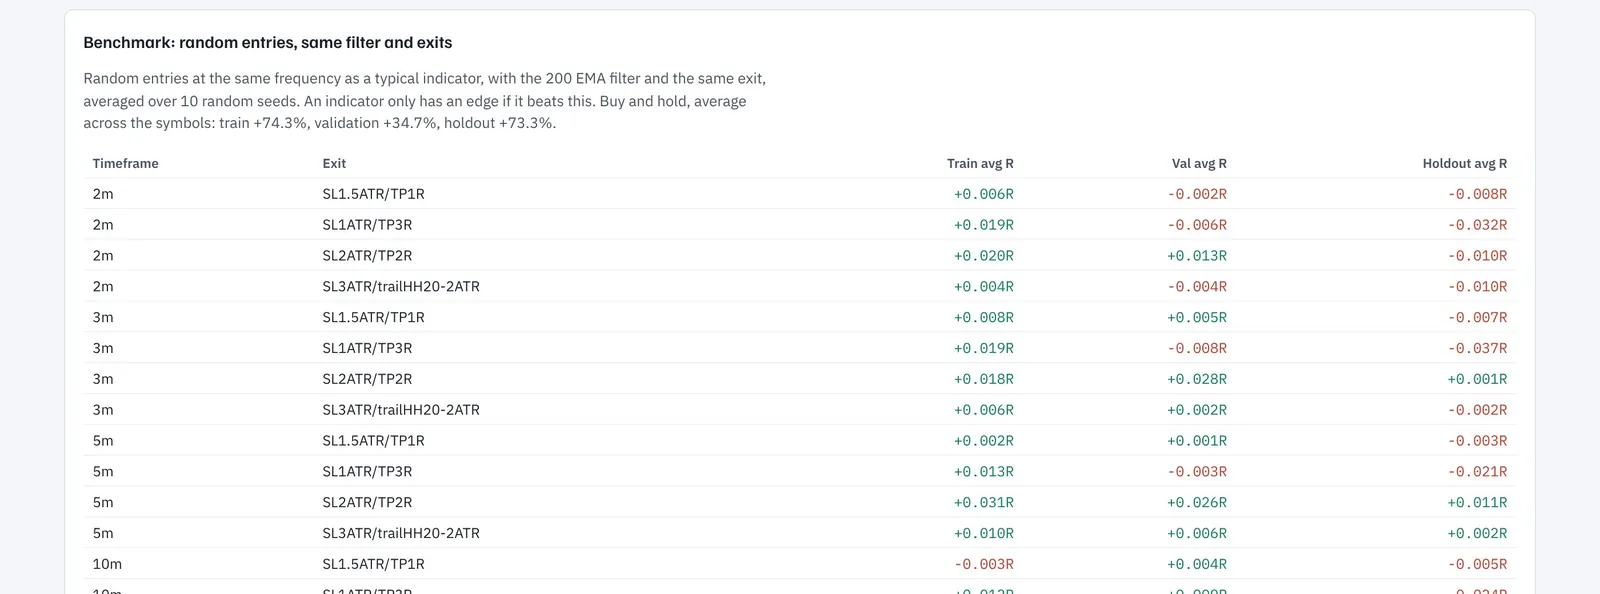 Benchmark: random entries, same filter and exits
Random entries at the same frequency as a typical indicator, with the 200 EMA filter and the same exit,
averaged over 10 random seeds. An indicator only has an edge if it beats this. Buy and hold, average
across the symbols: train +74.3%, validation +34.7%, holdout +73.3%.
Timeframe Exit Train avg R Val avg R Holdout avg R
2m SL1.5ATR/TP1R +0.006R -0.002R -0.008R
2m SL1ATR/TP3R +0.019R -0.006R -0.032R
2m SL2ATR/TP2R +0.020R +0.013R -0.010R
2m SL3ATR/trailHH20-2ATR +0.004R -0.004R -0.010R
3m SL1.5ATR/TP1R +0.008R +0.005R -0.007R
3m SL1ATR/TP3R +0.019R -0.008R -0.037R
3m SL2ATR/TP2R +0.018R +0.028R +0.001R
3m SL3ATR/trailHH20-2ATR +0.006R +0.002R -0.002R
5m SL1.5ATR/TP1R +0.002R +0.001R -0.003R
5m SL1ATR/TP3R +0.013R -0.003R -0.021R
5m SL2ATR/TP2R +0.031R +0.026R +0.011R
5m SL3ATR/trailHH20-2ATR +0.010R +0.006R +0.002R
10m SL1.5ATR/TP1R -0.003R +0.004R -0.005R
10m SL1ATR/TP3R